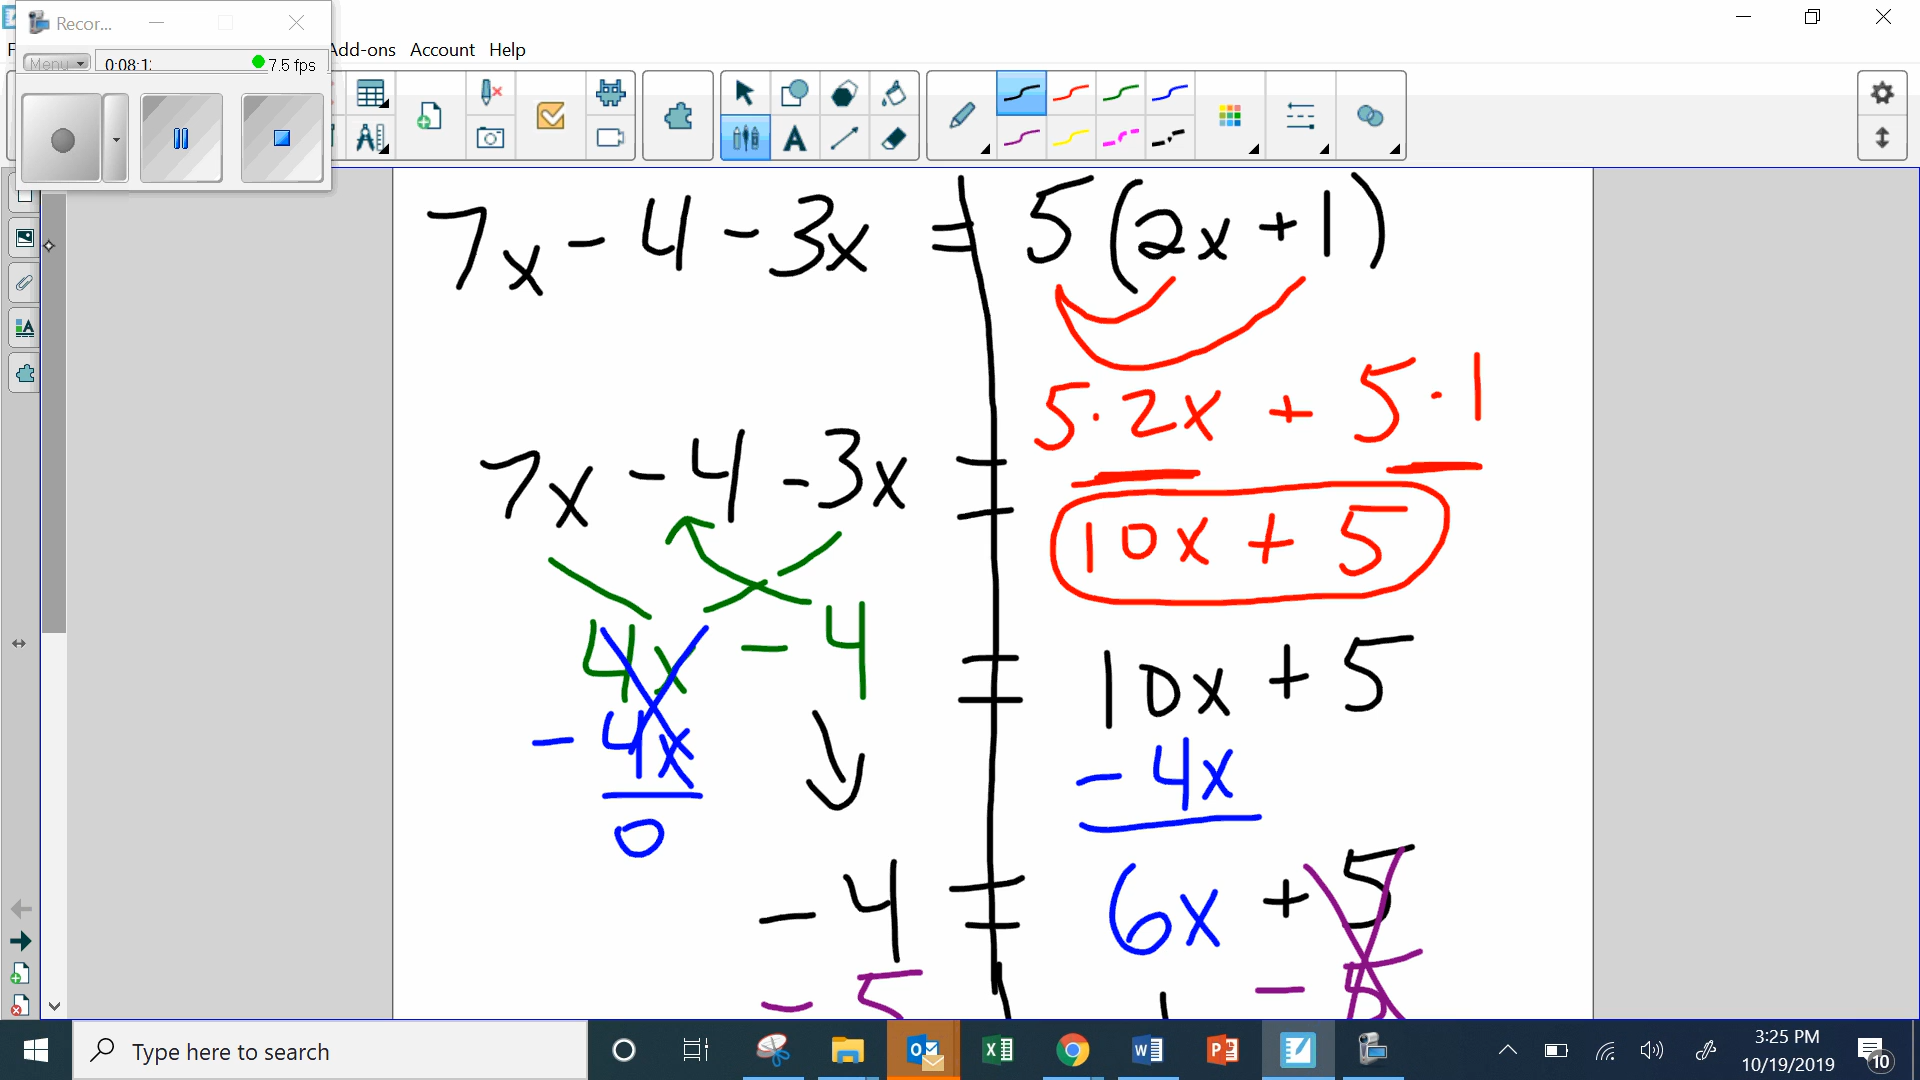 Recor...
Add-ons Account Help
Menu 0:08:1 7.5 fps
7x - 4 - 3x = 5(2x + 1)
5·2x + 5·1
7x - 4 - 3x = 10x + 5
4x - 4 = 10x + 5
- 4x - 4x
0
- 4 = 6x + 5
- 5 - 5
Type here to search
3:25 PM
10/19/2019
10